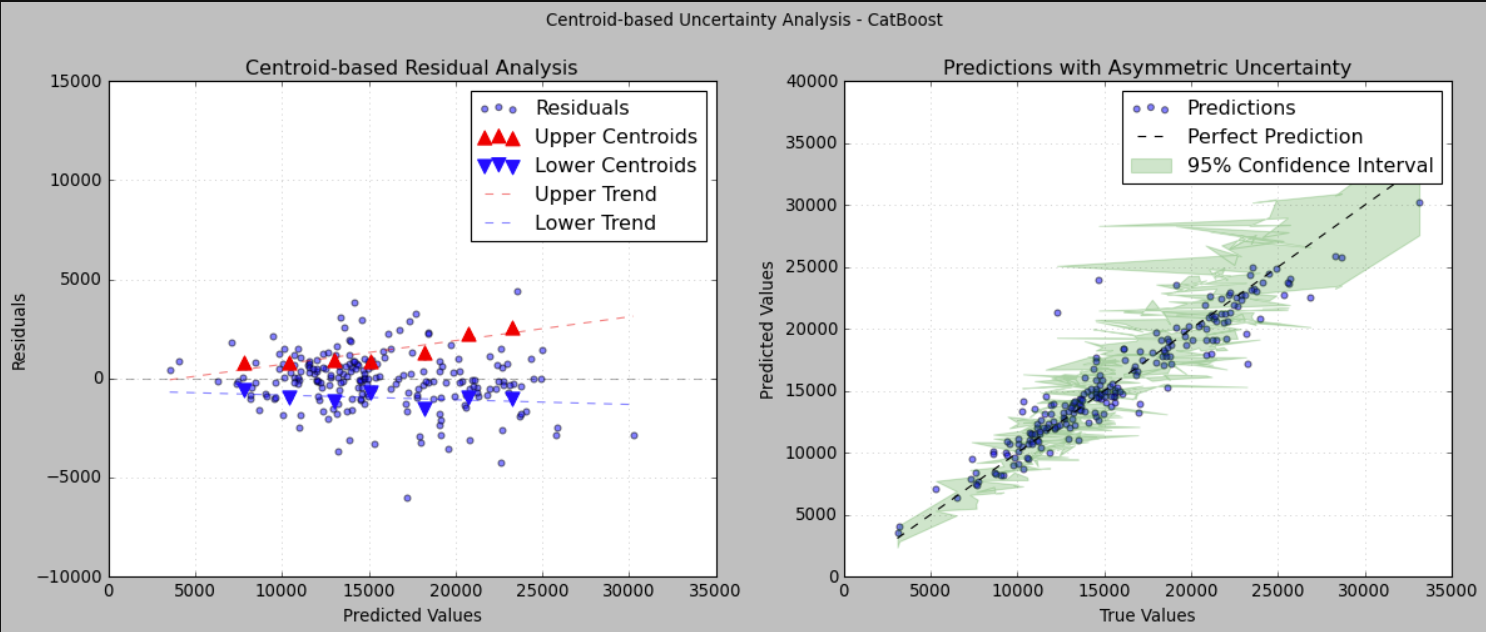 Centroid-based Uncertainty Analysis - CatBoost
Centroid-based Residual Analysis
15000
10000
5000
0
−5000
−10000
Residuals
0
5000
10000
15000
20000
25000
30000
35000
Predicted Values
Residuals
Upper Centroids
Lower Centroids
Upper Trend
Lower Trend
Predictions with Asymmetric Uncertainty
40000
35000
30000
25000
20000
15000
10000
5000
0
Predicted Values
0
5000
10000
15000
20000
25000
30000
35000
True Values
Predictions
Perfect Prediction
95% Confidence Interval